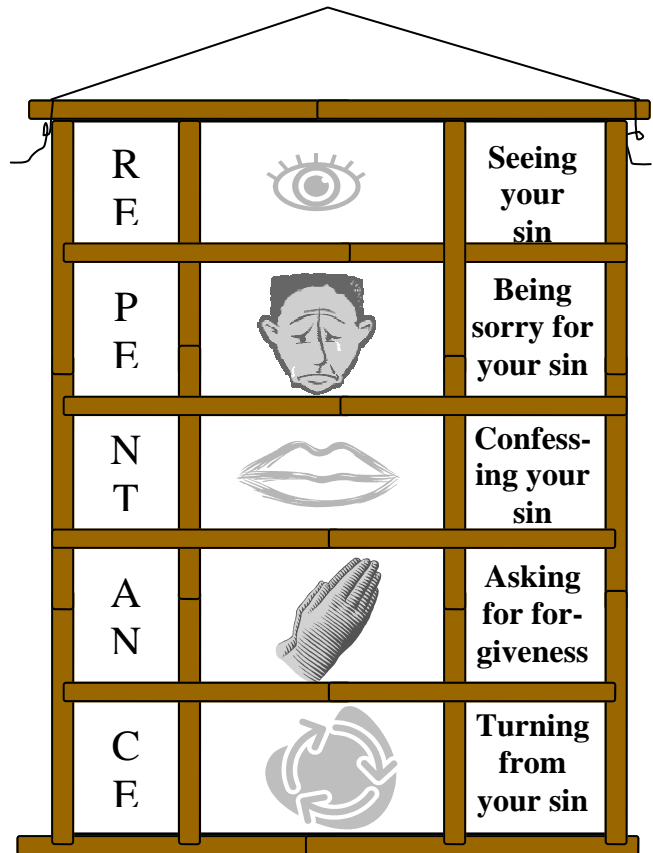 R
E
Seeing
your
sin
P
E
Being
sorry for
your sin
N
T
Confess-
ing your
sin
A
N
Asking
for for-
giveness
C
E
Turning
from
your sin